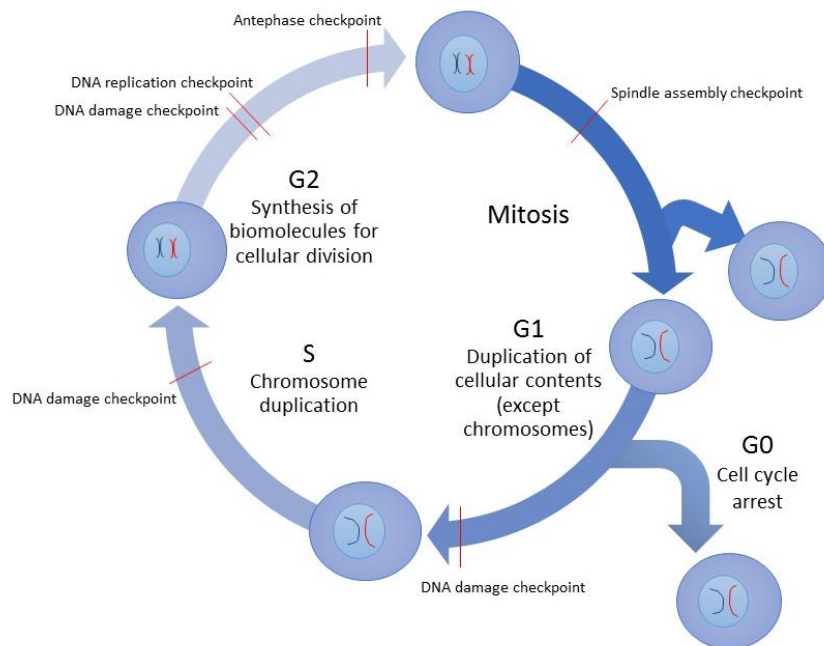 Antephase checkpoint
DNA replication checkpoint
DNA damage checkpoint
Spindle assembly checkpoint
G2
Synthesis of
biomolecules for
cellular division
Mitosis
G1
Duplication of
cellular contents
(except
chromosomes)
S
Chromosome
duplication
DNA damage checkpoint
G0
Cell cycle
arrest
DNA damage checkpoint